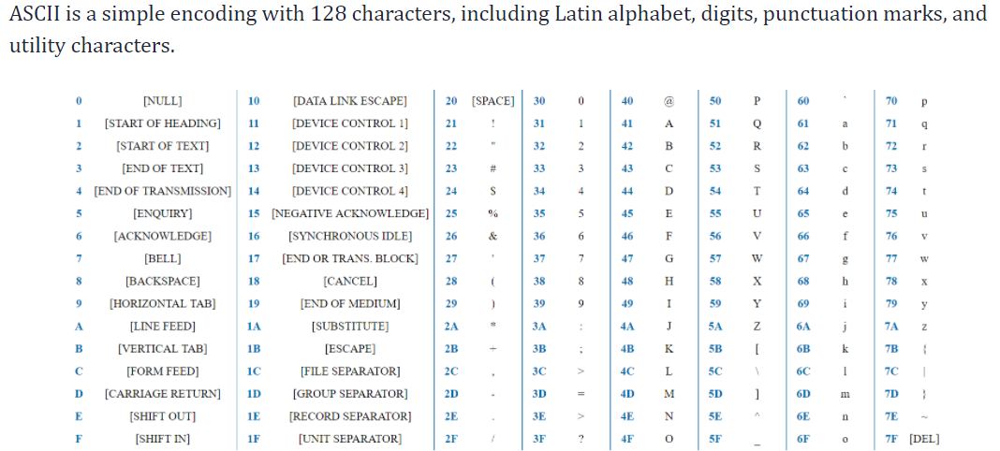 ASCII is a simple encoding with 128 characters, including Latin alphabet, digits, punctuation marks, and
utility characters.
0 [NULL] 10 [DATA LINK ESCAPE] 20 [SPACE] 30 0 40 @ 50 P 60 ` 70 p
1 [START OF HEADING] 11 [DEVICE CONTROL 1] 21 ! 31 1 41 A 51 Q 61 a 71 q
2 [START OF TEXT] 12 [DEVICE CONTROL 2] 22 " 32 2 42 B 52 R 62 b 72 r
3 [END OF TEXT] 13 [DEVICE CONTROL 3] 23 # 33 3 43 C 53 S 63 c 73 s
4 [END OF TRANSMISSION] 14 [DEVICE CONTROL 4] 24 $ 34 4 44 D 54 T 64 d 74 t
5 [ENQUIRY] 15 [NEGATIVE ACKNOWLEDGE] 25 % 35 5 45 E 55 U 65 e 75 u
6 [ACKNOWLEDGE] 16 [SYNCHRONOUS IDLE] 26 & 36 6 46 F 56 V 66 f 76 v
7 [BELL] 17 [END OR TRANS. BLOCK] 27 ' 37 7 47 G 57 W 67 g 77 w
8 [BACKSPACE] 18 [CANCEL] 28 ( 38 8 48 H 58 X 68 h 78 x
9 [HORIZONTAL TAB] 19 [END OF MEDIUM] 29 ) 39 9 49 I 59 Y 69 i 79 y
A [LINE FEED] 1A [SUBSTITUTE] 2A * 3A : 4A J 5A Z 6A j 7A z
B [VERTICAL TAB] 1B [ESCAPE] 2B + 3B ; 4B K 5B [ 6B k 7B {
C [FORM FEED] 1C [FILE SEPARATOR] 2C , 3C > 4C L 5C \ 6C l 7C |
D [CARRIAGE RETURN] 1D [GROUP SEPARATOR] 2D - 3D = 4D M 5D ] 6D m 7D }
E [SHIFT OUT] 1E [RECORD SEPARATOR] 2E . 3E > 4E N 5E ^ 6E n 7E ~
F [SHIFT IN] 1F [UNIT SEPARATOR] 2F / 3F ? 4F O 5F _ 6F o 7F [DEL]